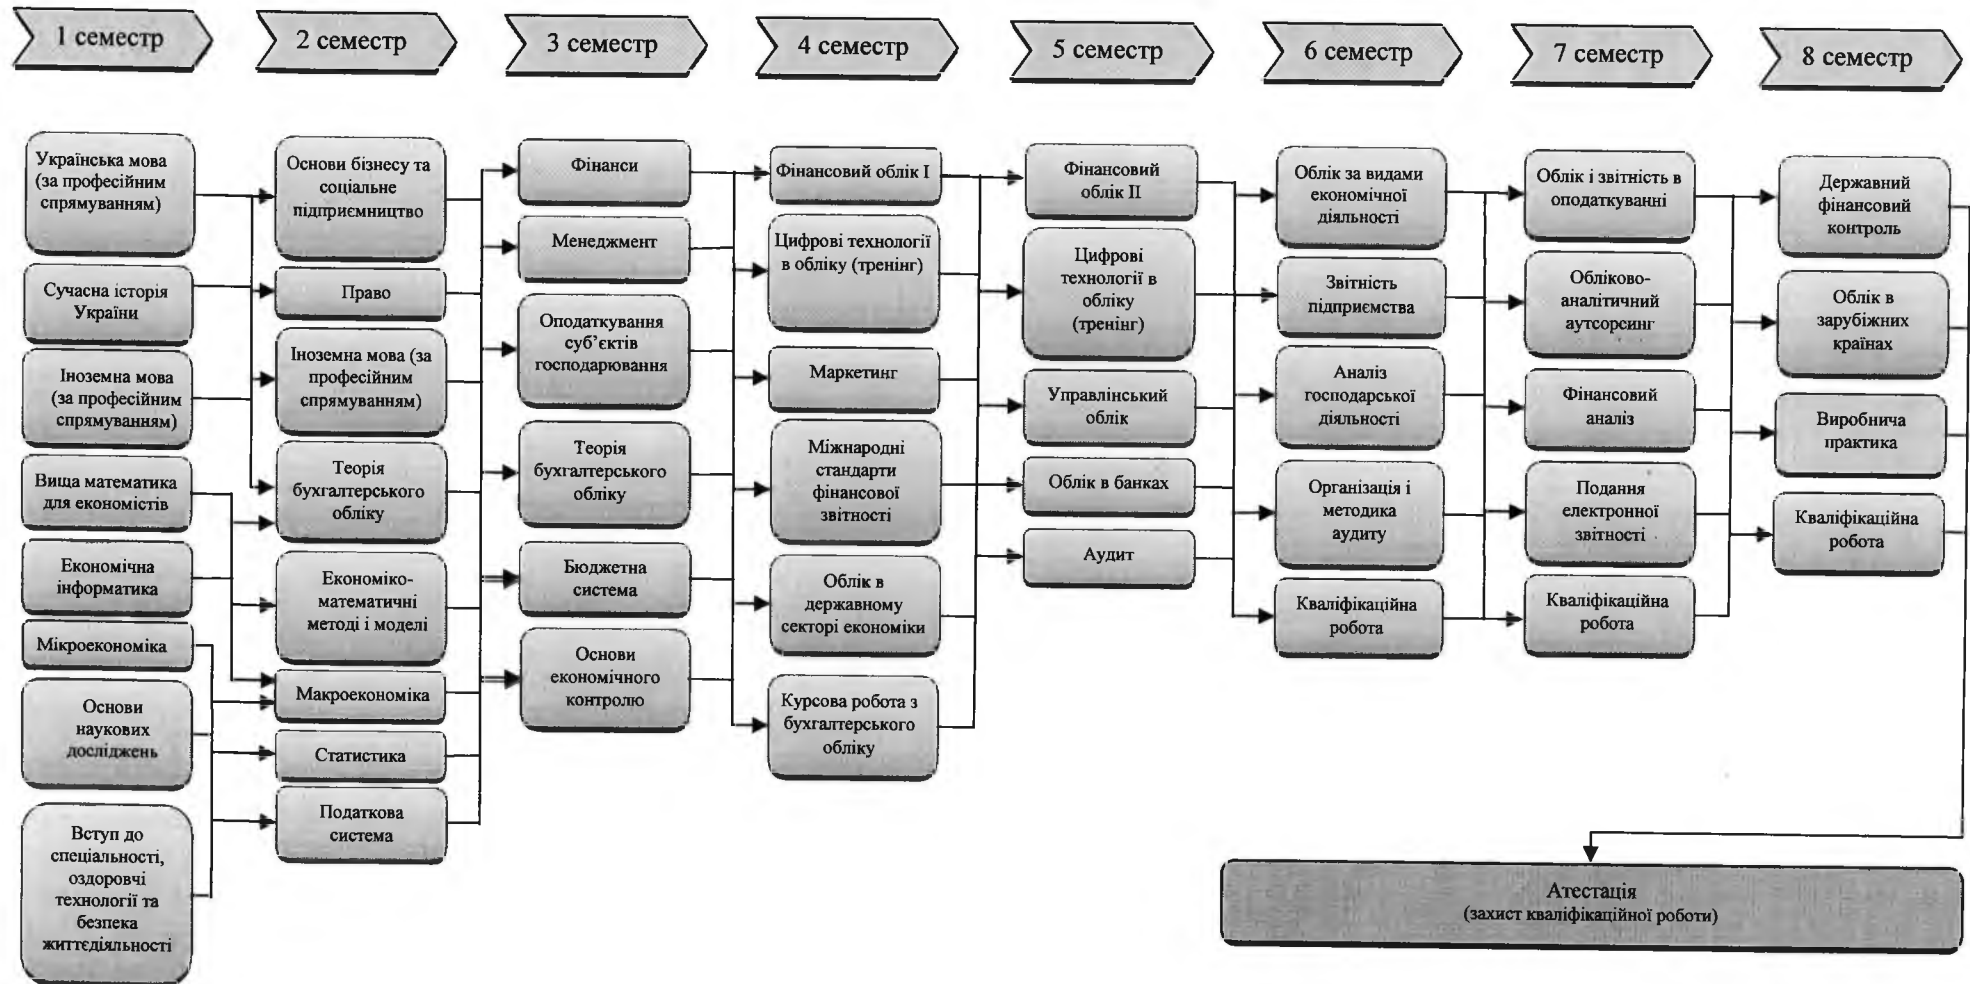 1 семестр
2 семестр
3 семестр
4 семестр
5 семестр
6 семестр
7 семестр
8 семестр
Українська мова
(за професійним
спрямуванням)
Сучасна історія
України
Іноземна мова
(за професійним
спрямуванням)
Вища математика
для економістів
Економічна
інформатика
Мікроекономіка
Основи
наукових
досліджень
Вступ до
спеціальності,
оздоровчі
технології та
безпека
життєдіяльності
Основи бізнесу та
соціальне
підприємництво
Право
Іноземна мова (за
професійним
спрямуванням)
Теорія
бухгалтерського
обліку
Економіко-
математичні
методі і моделі
Макроекономіка
Статистика
Податкова
система
Фінанси
Менеджмент
Оподаткування
суб’єктів
господарювання
Теорія
бухгалтерського
обліку
Бюджетна
система
Основи
економічного
контролю
Фінансовий облік І
Цифрові технології
в обліку (тренінг)
Маркетинг
Міжнародні
стандарти
фінансової
звітності
Облік в
державному
секторі економіки
Курсова робота з
бухгалтерського
обліку
Фінансовий
облік ІІ
Цифрові
технології в
обліку
(тренінг)
Управлінський
облік
Облік в банках
Аудит
Облік за видами
економічної
діяльності
Звітність
підприємства
Аналіз
господарської
діяльності
Організація і
методика
аудиту
Кваліфікаційна
робота
Облік і звітність в
оподаткуванні
Обліково-
аналітичний
аутсорсинг
Фінансовий
аналіз
Подання
електронної
звітності
Кваліфікаційна
робота
Державний
фінансовий
контроль
Облік в
зарубіжних
країнах
Виробнича
практика
Кваліфікаційна
робота
Атестація
(захист кваліфікаційної роботи)